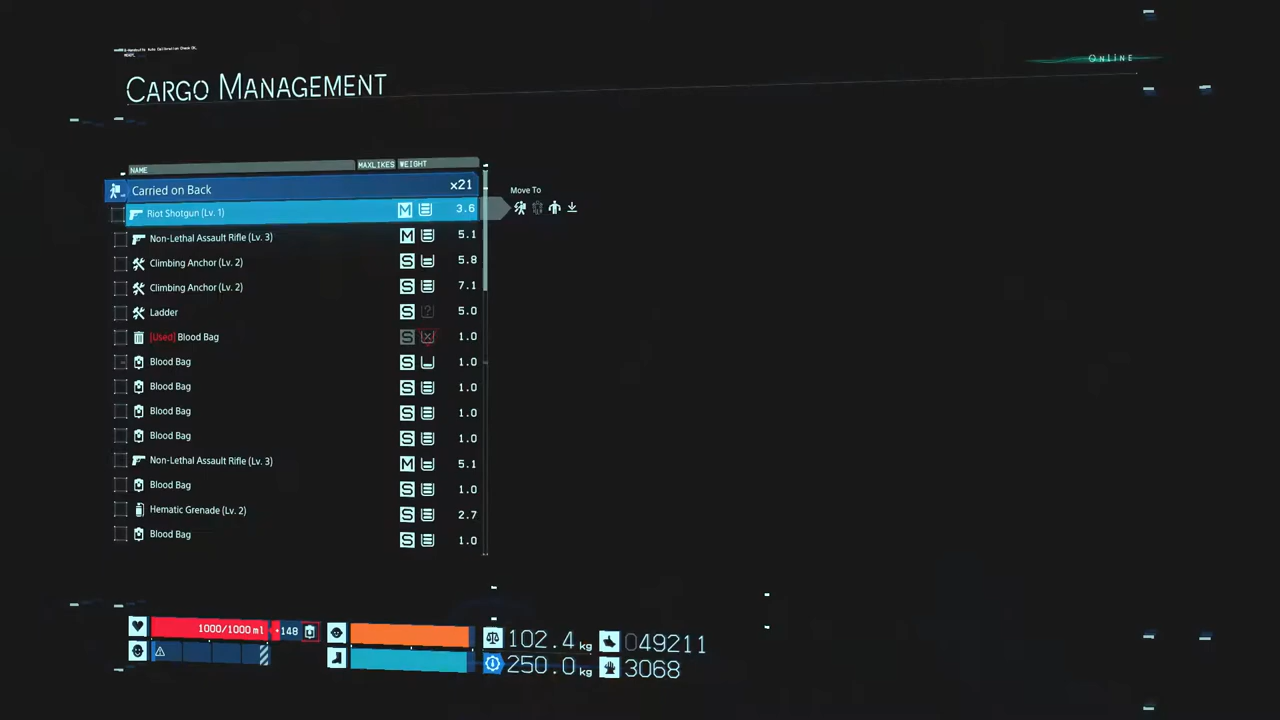 Auto Calibration Check OK,
READY,
OnLine
CARGO MANAGEMENT
NAME MAXLIKES WEIGHT
Carried on Back x21
Move To
Riot Shotgun (Lv. 1) M 3.6
Non-Lethal Assault Rifle (Lv. 3) M 5.1
Climbing Anchor (Lv. 2) S 5.8
Climbing Anchor (Lv. 2) S 7.1
Ladder S ? 5.0
[Used] Blood Bag S 1.0
Blood Bag S 1.0
Blood Bag S 1.0
Blood Bag S 1.0
Blood Bag S 1.0
Non-Lethal Assault Rifle (Lv. 3) M 5.1
Blood Bag S 1.0
Hematic Grenade (Lv. 2) S 2.7
Blood Bag S 1.0
1000/1000 ml 148 102.4 kg 049211
250.0 kg 3068